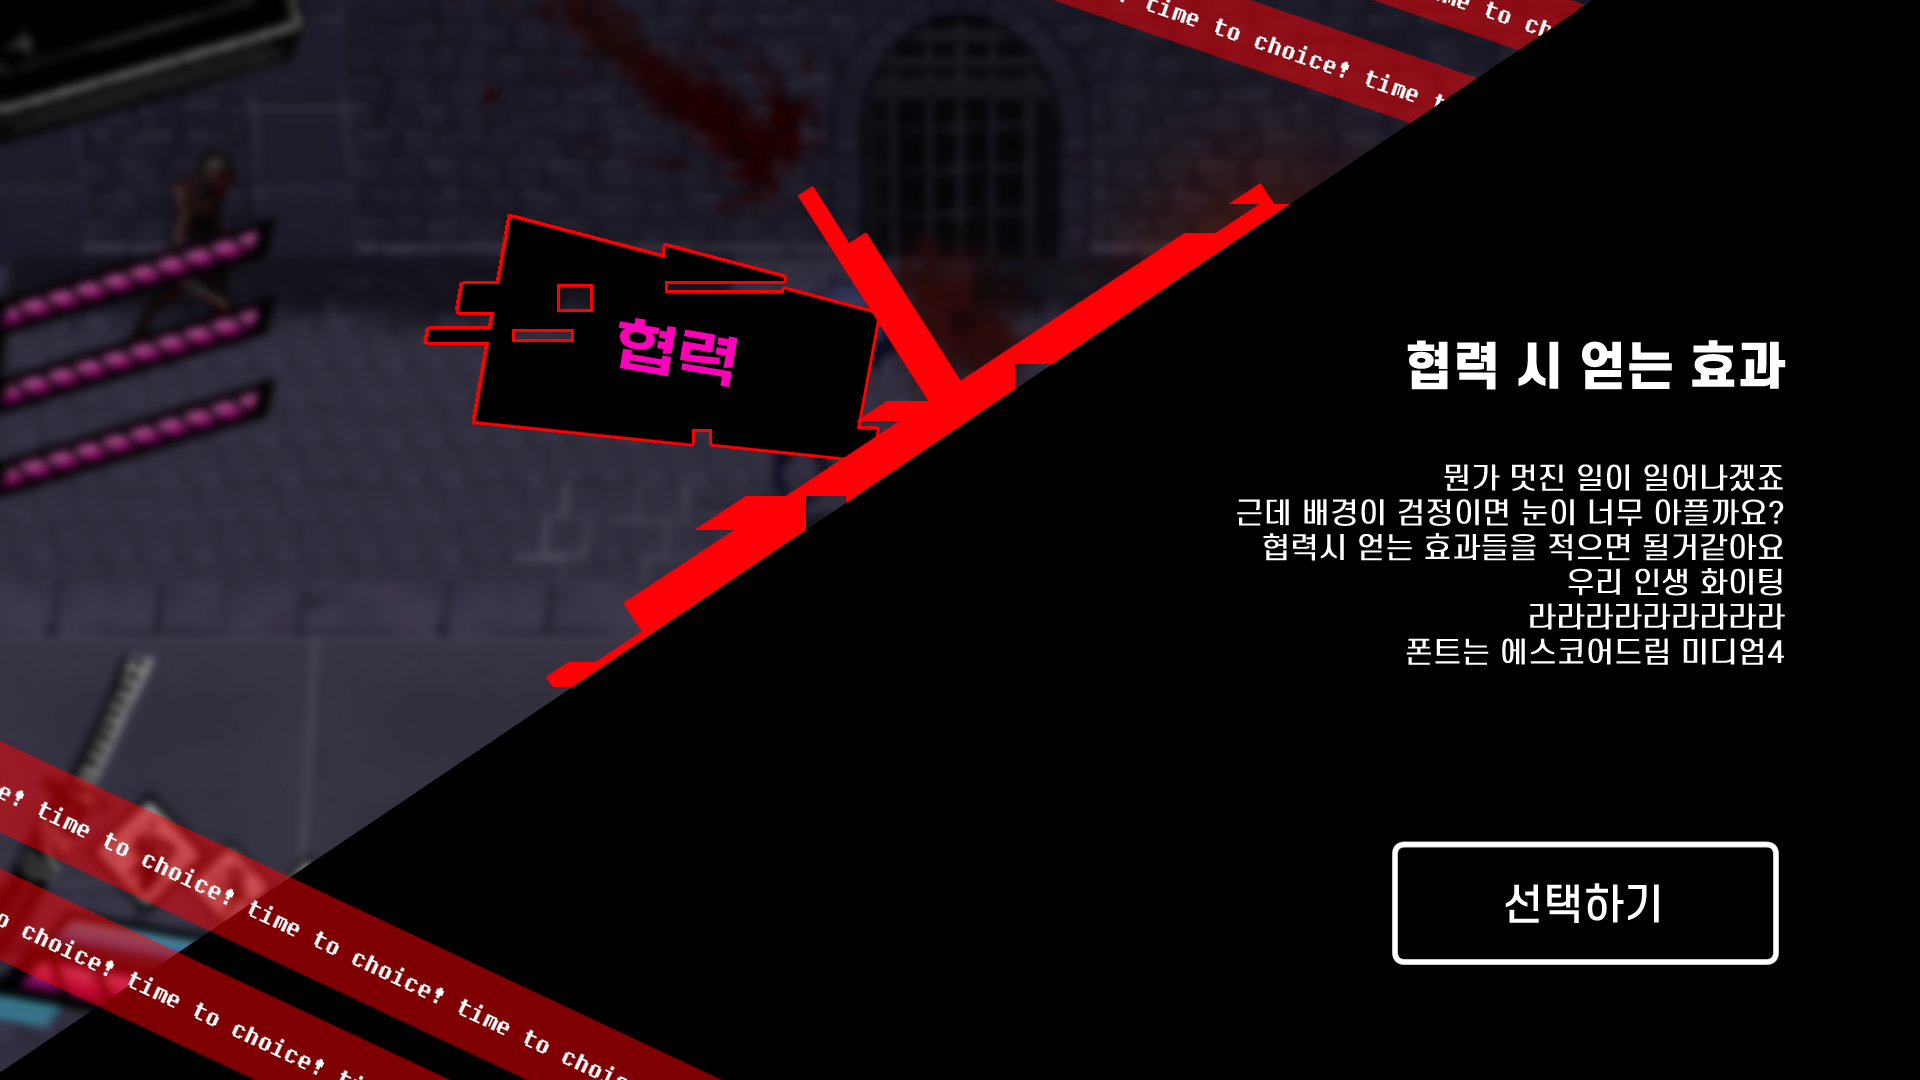 time to choice! time
me to ch
협력
협력 시 얻는 효과
뭔가 멋진 일이 일어나겠죠
근데 배경이 검정이면 눈이 너무 아플까요?
협력시 얻는 효과들을 적으면 될거같아요
우리 인생 화이팅
라라라라라라라라라
폰트는 에스코어드림 미디엄4
선택하기
e! time to choice! time to choice! time to choic
o choice! time to choice! ti